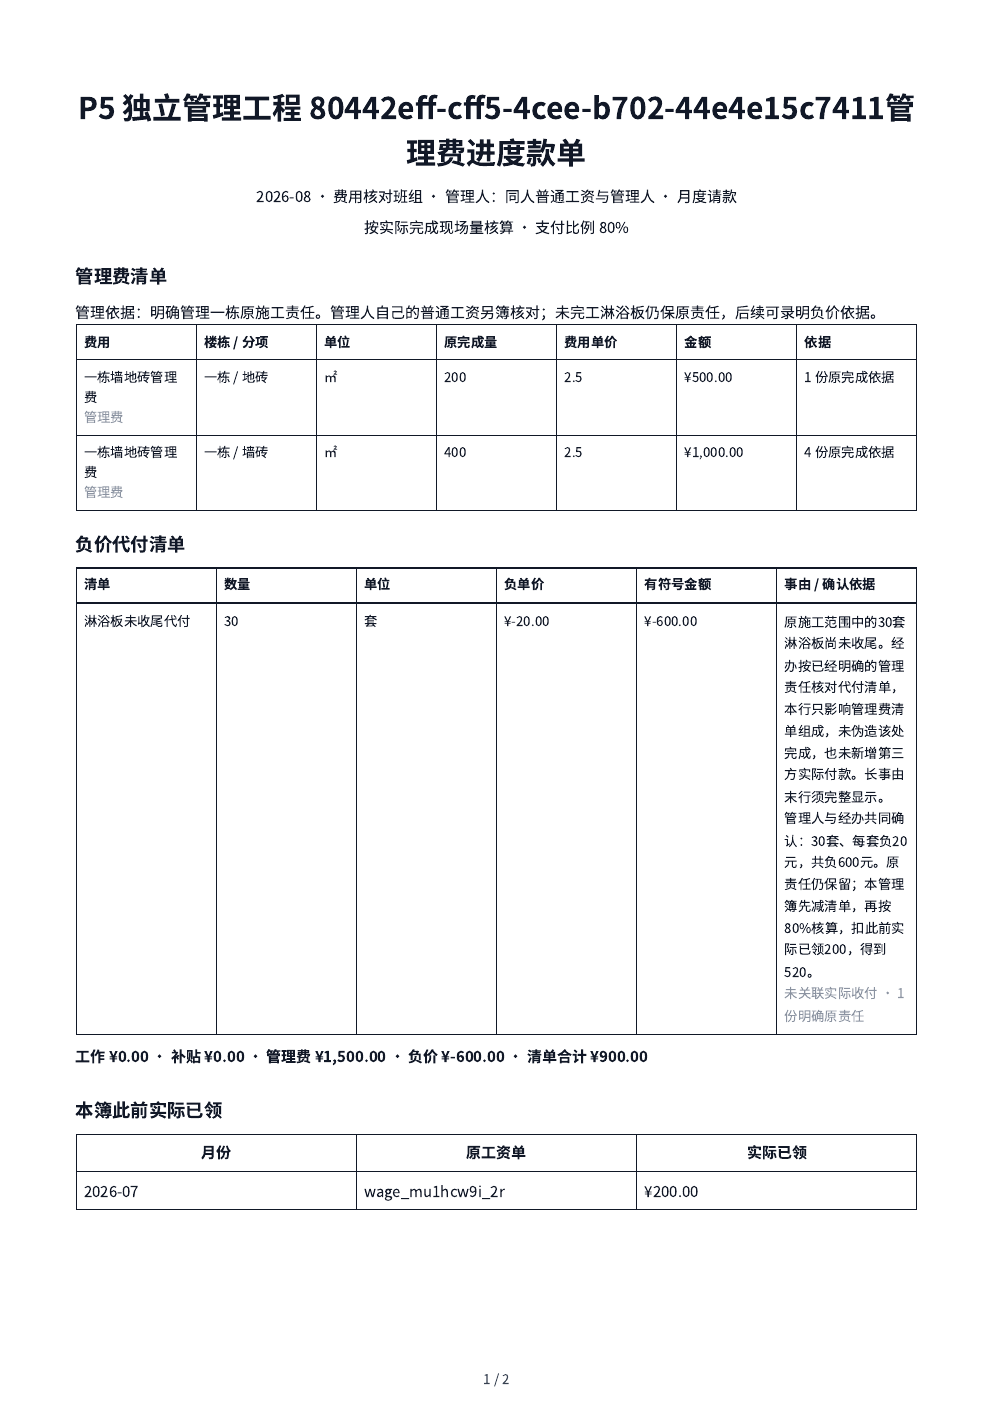 P5 独立管理工程 80442eff-cff5-4cee-b702-44e4e15c7411管
理费进度款单
2026-08 · 费用核对班组 · 管理人：同人普通工资与管理人 · 月度请款
按实际完成现场量核算 · 支付比例 80%
管理费清单
管理依据：明确管理一栋原施工责任。管理人自己的普通工资另簿核对；未完工淋浴板仍保原责任，后续可录明负价依据。
费用 楼栋 / 分项 单位 原完成量 费用单价 金额 依据
一栋墙地砖管理 一栋 / 地砖 ㎡ 200 2.5 ¥500.00 1 份原完成依据
费
管理费
一栋墙地砖管理 一栋 / 墙砖 ㎡ 400 2.5 ¥1,000.00 4 份原完成依据
费
管理费
负价代付清单
清单 数量 单位 负单价 有符号金额 事由 / 确认依据
淋浴板未收尾代付 30 套 ¥-20.00 ¥-600.00 原施工范围中的30套
淋浴板尚未收尾。经
办按已经明确的管理
责任核对代付清单，
本行只影响管理费清
单组成，未伪造该处
完成，也未新增第三
方实际付款。长事由
末行须完整显示。
管理人与经办共同确
认：30套、每套负20
元，共负600元。原
责任仍保留；本管理
簿先减清单，再按
80%核算，扣此前实
际已领200，得到
520。
未关联实际收付 · 1
份明确原责任
工作 ¥0.00 · 补贴 ¥0.00 · 管理费 ¥1,500.00 · 负价 ¥-600.00 · 清单合计 ¥900.00
本簿此前实际已领
月份 原工资单 实际已领
2026-07 wage_mu1hcw9i_2r ¥200.00
1 / 2